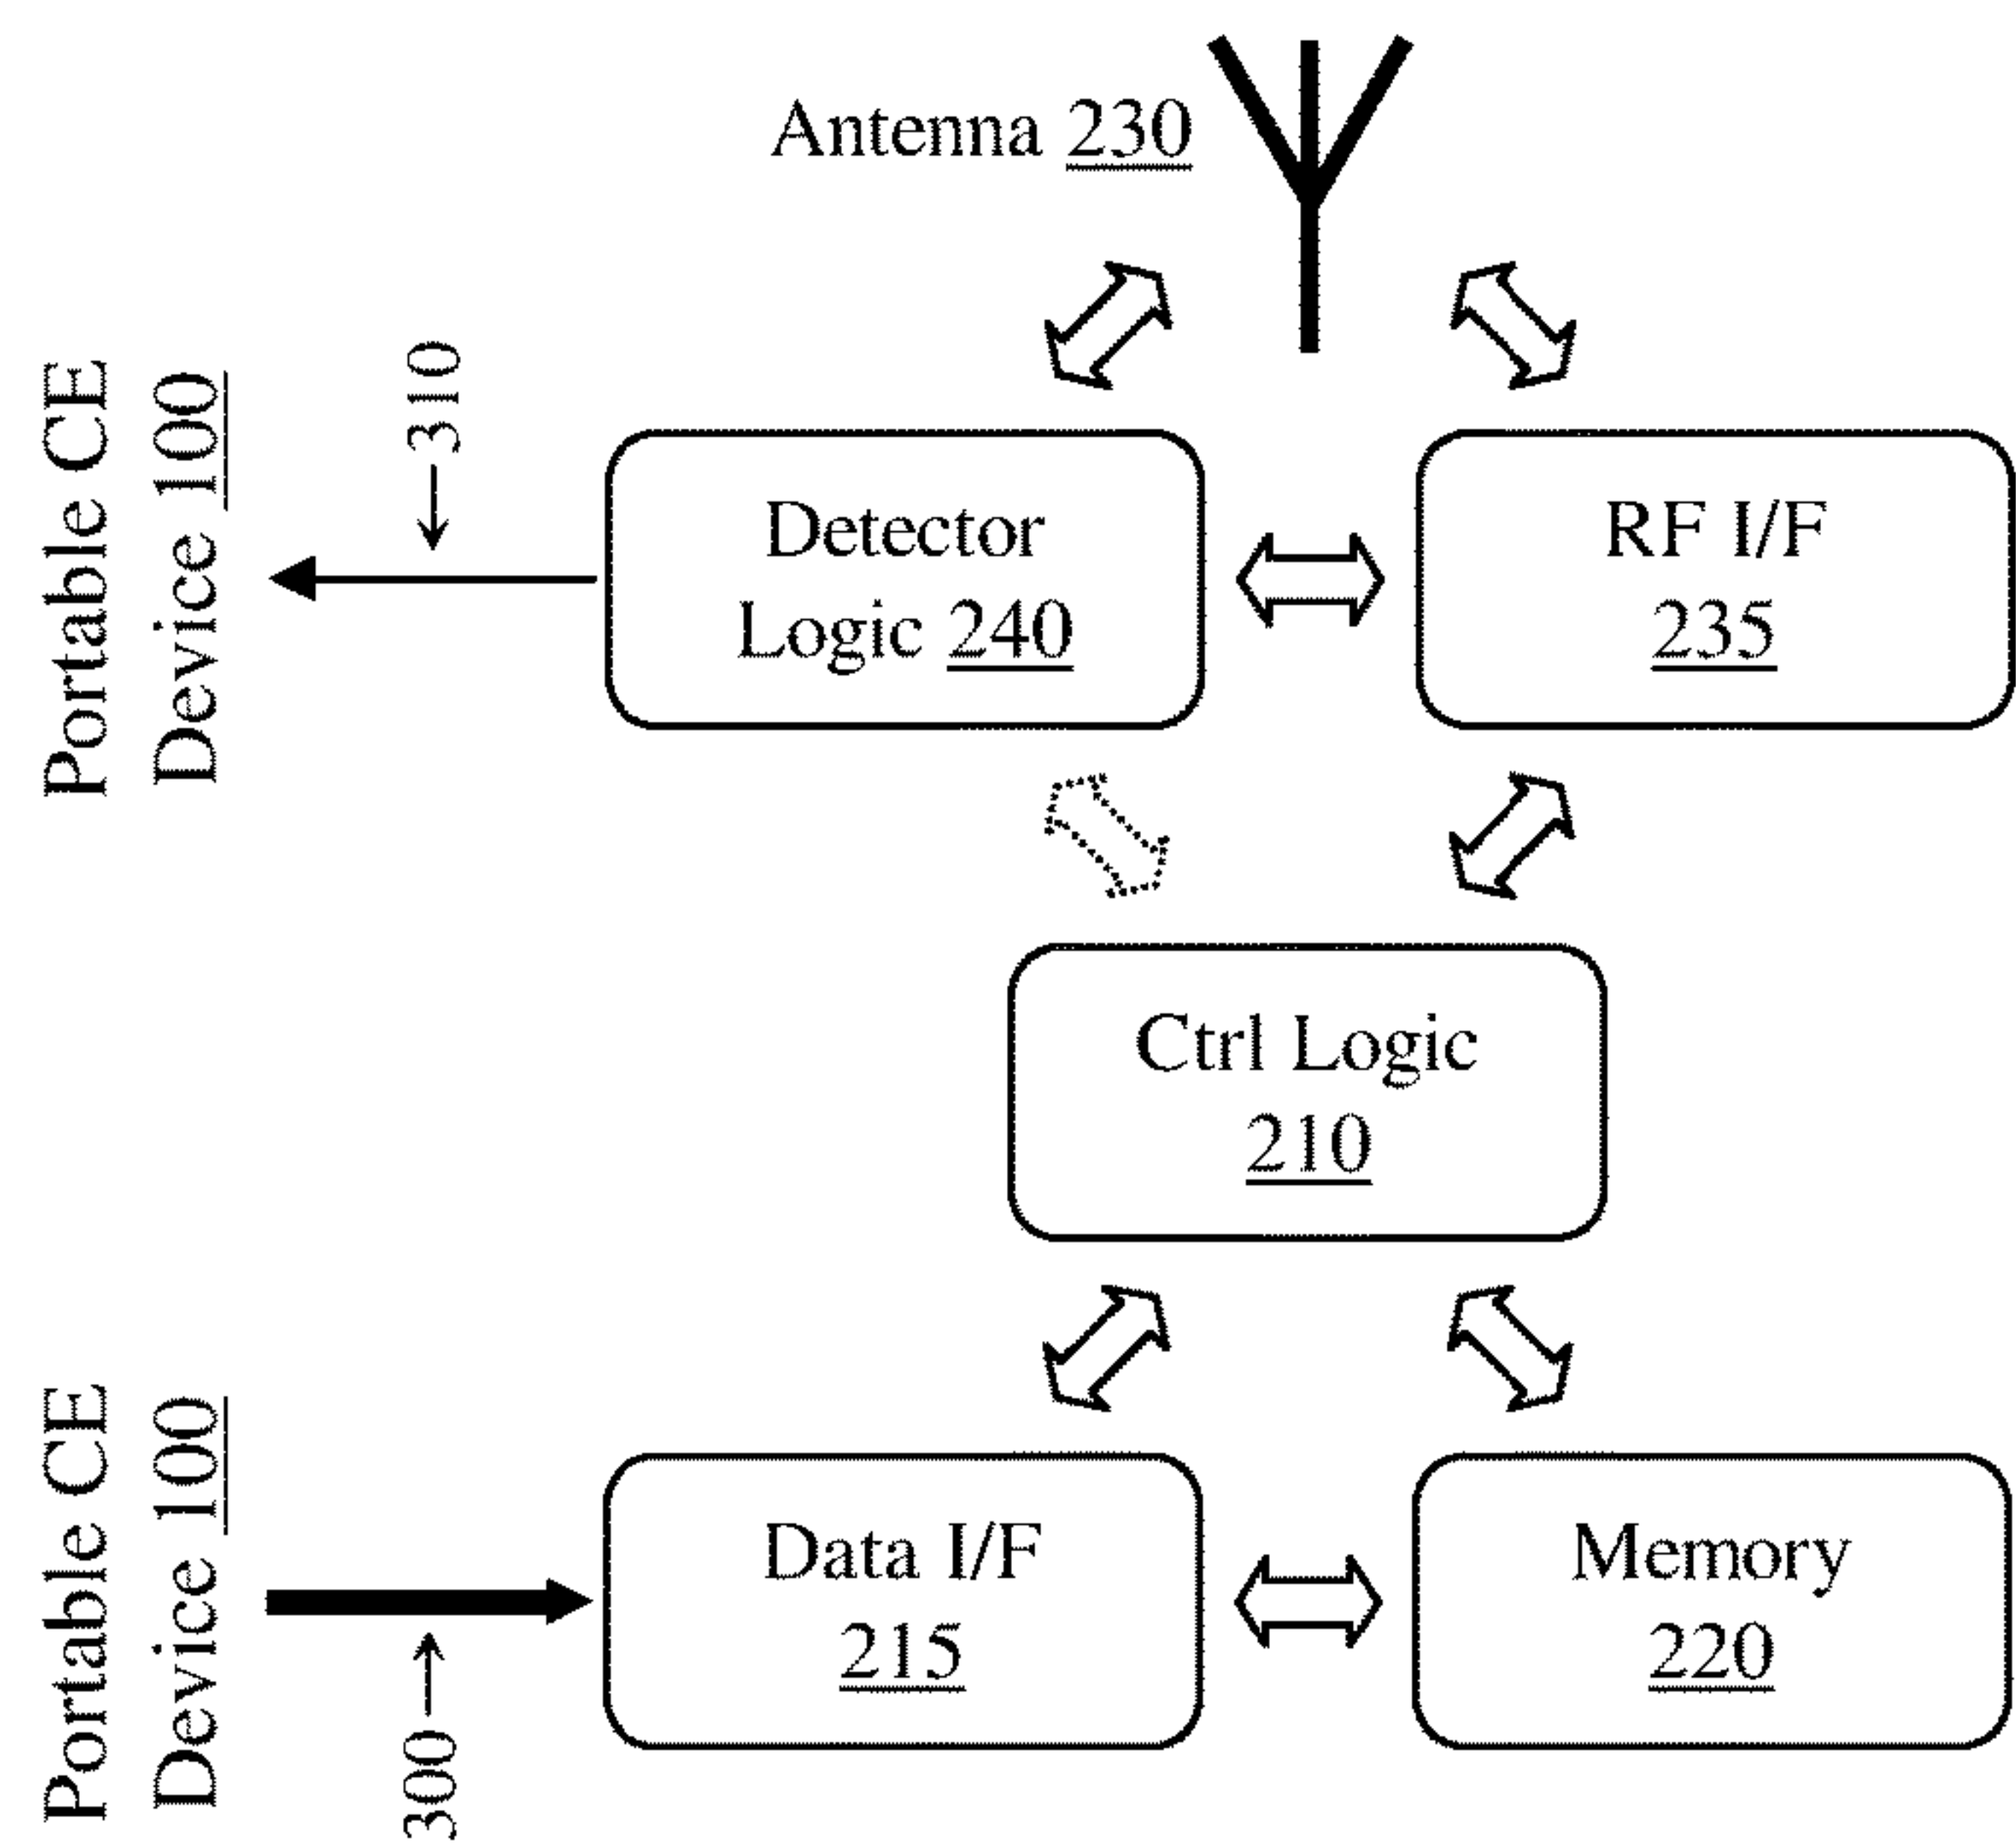 Antenna 230
Portable CE
Device 100
310
Detector
Logic 240
RF I/F
235
Ctrl Logic
210
Portable CE
Device 100
300
Data I/F
215
Memory
220